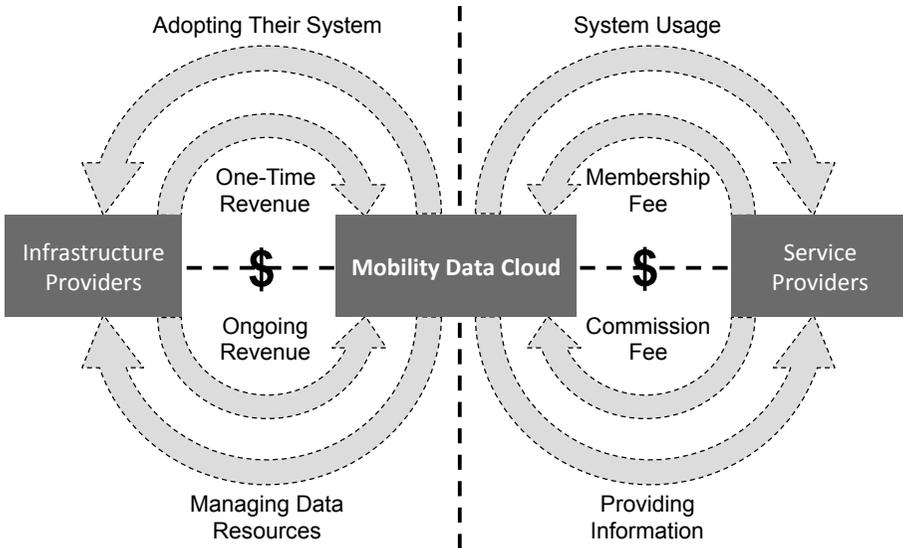 Adopting Their System
System Usage
One-Time
Revenue
Membership
Fee
Infrastructure
Providers
$
Mobility Data Cloud
$
Service
Providers
Ongoing
Revenue
Commission
Fee
Managing Data
Resources
Providing
Information